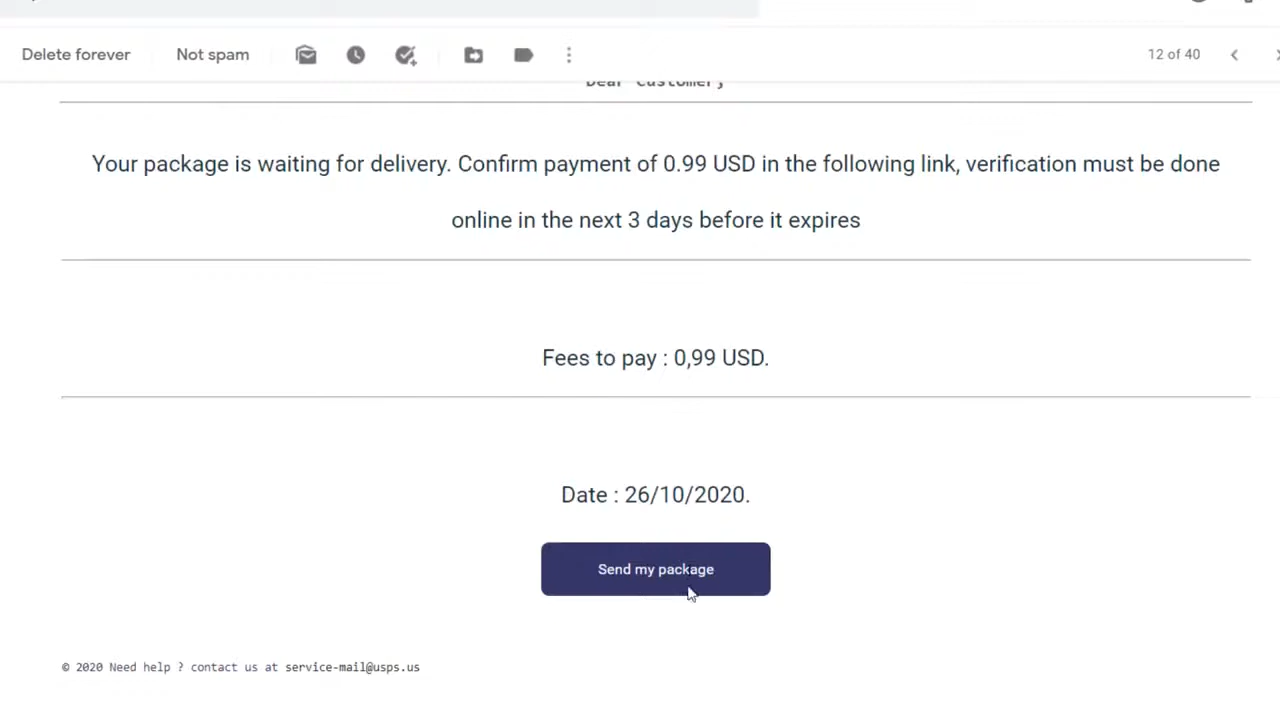 Delete forever
Not spam
12 of 40
Dear Customer,
Your package is waiting for delivery. Confirm payment of 0.99 USD in the following link, verification must be done
online in the next 3 days before it expires
Fees to pay : 0,99 USD.
Date : 26/10/2020.
Send my package
© 2020 Need help ? contact us at service-mail@usps.us